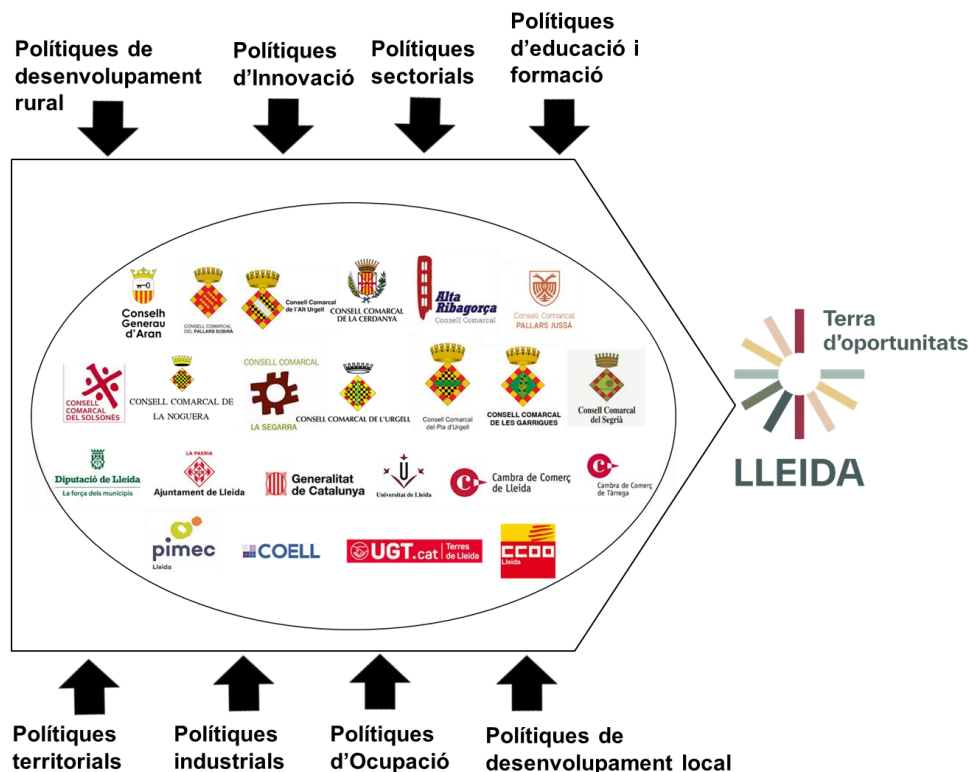 Polítiques de
desenvolupament
rural
Polítiques
d’Innovació
Polítiques
sectorials
Polítiques
d’educació i
formació
Conselh
Generau
d'Aran
CONSELL COMARCAL
DEL PALLARS SOBIRÀ
Consell Comarcal
de l'Alt Urgell
CONSELL COMARCAL
DE LA CERDANYA
Alta
Ribagorça
Consell Comarcal
Consell Comarcal
PALLARS JUSSÀ
CONSELL
COMARCAL
DEL SOLSONÈS
CONSELL COMARCAL DE
LA NOGUERA
CONSELL COMARCAL
LA SEGARRA
CONSELL COMARCAL DE L'URGELL
Consell Comarcal
del Pla d'Urgell
CONSELL COMARCAL
DE LES GARRIGUES
Consell Comarcal
del Segrià
Diputació de Lleida
La força dels municipis
LA PAERIA
Ajuntament de Lleida
Generalitat
de Catalunya
U
Universitat de Lleida
Cambra de Comerç
de Lleida
Cambra de Comerç
de Tàrrega
pimec
Lleida
COELL
UGT.cat
Terres
de Lleida
CCOO
Lleida
Terra
d'oportunitats
LLEIDA
Polítiques
territorials
Polítiques
industrials
Polítiques
d’Ocupació
Polítiques de
desenvolupament local